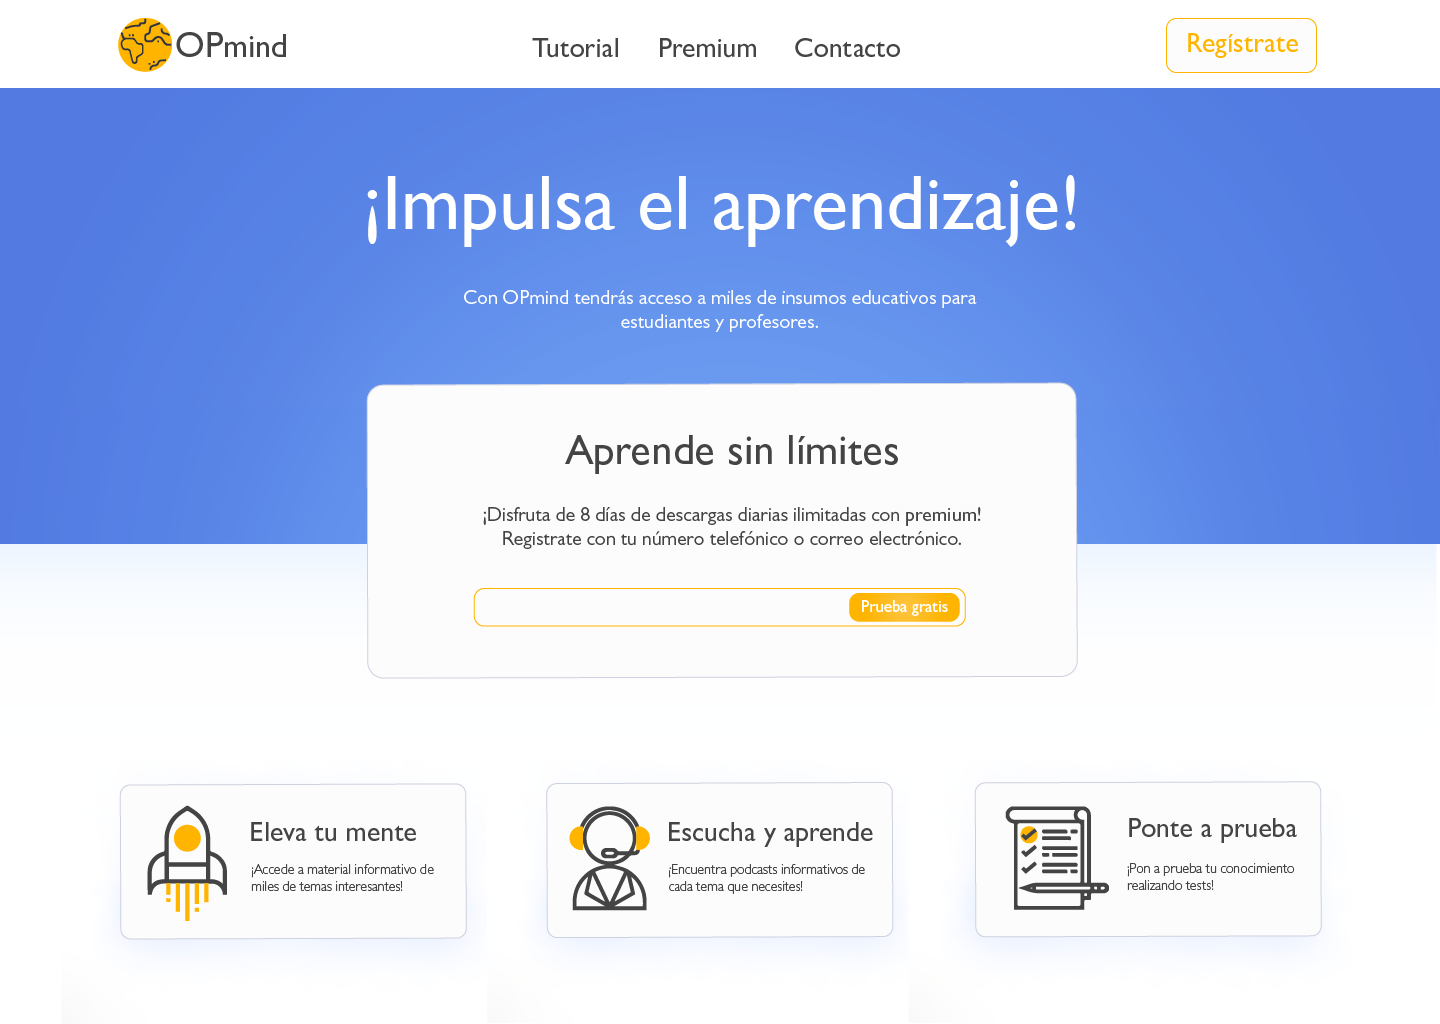 OPmind
Tutorial
Premium
Contacto
Regístrate
¡Impulsa el aprendizaje!
Con OPmind tendrás acceso a miles de insumos educativos para
estudiantes y profesores.
Aprende sin límites
¡Disfruta de 8 días de descargas diarias ilimitadas con premium!
Registrate con tu número telefónico o correo electrónico.
Prueba gratis
Eleva tu mente
¡Accede a material informativo de
miles de temas interesantes!
Escucha y aprende
¡Encuentra podcasts informativos de
cada tema que necesites!
Ponte a prueba
¡Pon a prueba tu conocimiento
realizando tests!